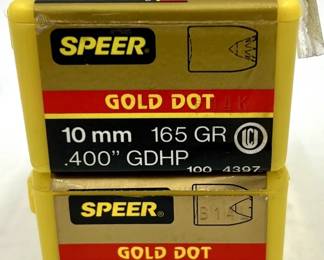 SPEER®
GOLD DOT
10 mm 165 GR
.400" GDHP
100 4397
SPEER®
GOLD DOT